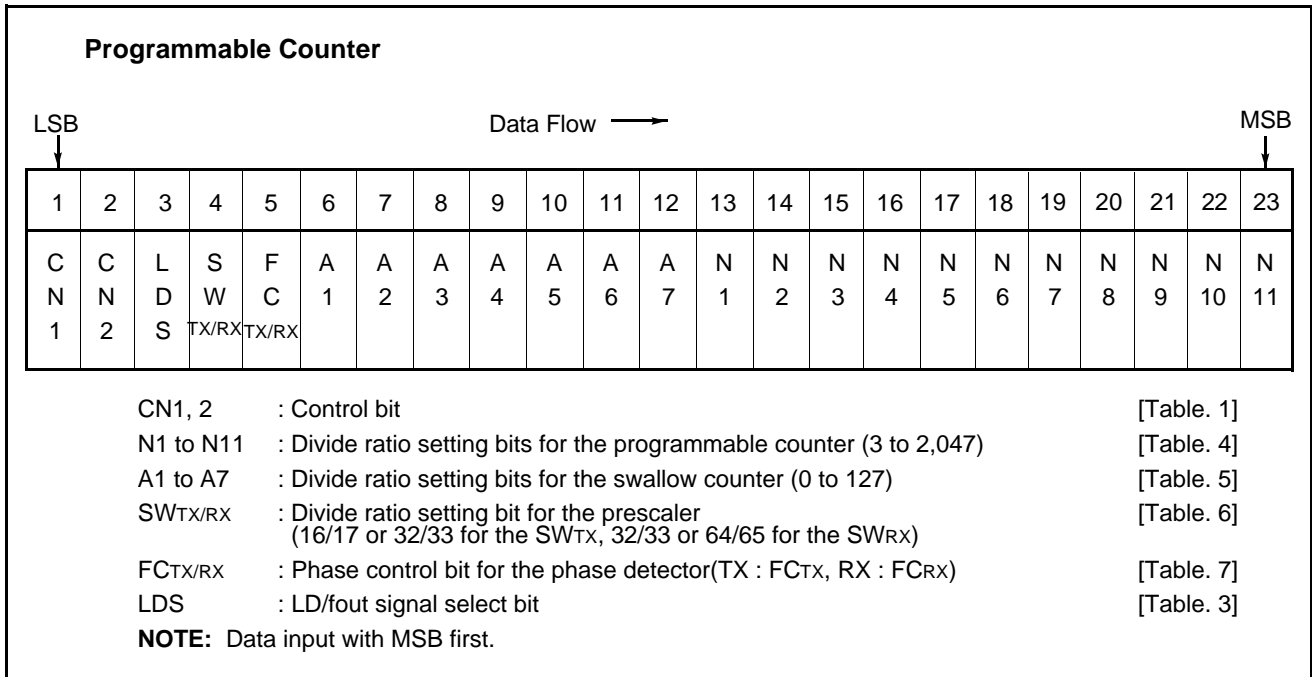 Programmable Counter
LSB Data Flow MSB
1 2 3 4 5 6 7 8 9 10 11 12 13 14 15 16 17 18 19 20 21 22 23
C C L S F A A A A A A A N N N N N N N N N N N
N N D W C 1 2 3 4 5 6 7 1 2 3 4 5 6 7 8 9 10 11
1 2 S TX/RX TX/RX
CN1, 2 : Control bit [Table. 1]
N1 to N11 : Divide ratio setting bits for the programmable counter (3 to 2,047) [Table. 4]
A1 to A7 : Divide ratio setting bits for the swallow counter (0 to 127) [Table. 5]
SWTX/RX : Divide ratio setting bit for the prescaler [Table. 6]
(16/17 or 32/33 for the SWTX, 32/33 or 64/65 for the SWRX)
FCTX/RX : Phase control bit for the phase detector(TX : FCTX, RX : FCRX) [Table. 7]
LDS : LD/fout signal select bit [Table. 3]
NOTE: Data input with MSB first.